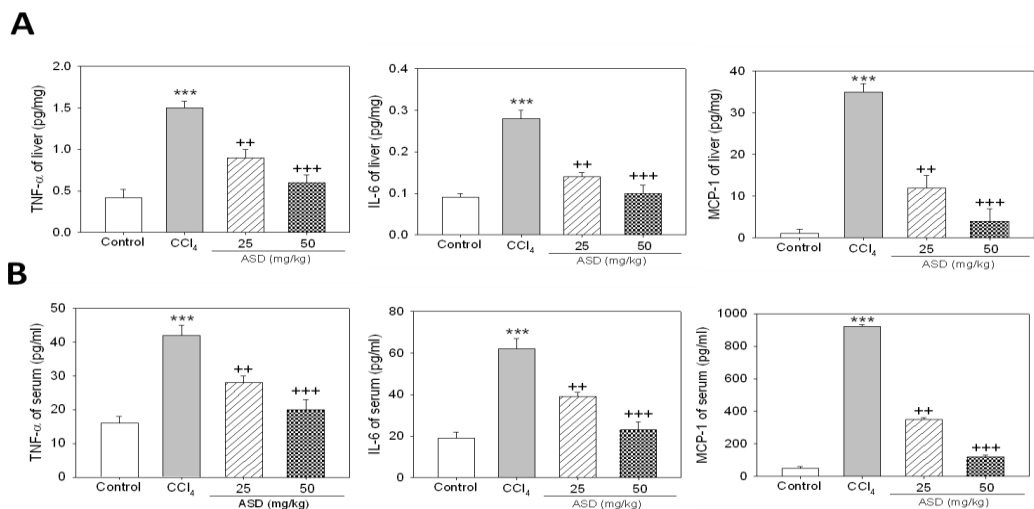 A
TNF-α of liver (pg/mg)
2.0
1.5
1.0
0.5
0.0
***
++
+++
Control
CCl₄
25
50
ASD (mg/kg)
IL-6 of liver (pg/mg)
0.4
0.3
0.2
0.1
0.0
***
++
+++
Control
CCl₄
25
50
ASD (mg/kg)
MCP-1 of liver (pg/mg)
40
30
20
10
0
***
++
+++
Control
CCl₄
25
50
ASD (mg/kg)
B
TNF-α of serum (pg/ml)
50
40
30
20
10
0
***
++
+++
Control
CCl₄
25
50
ASD (mg/kg)
IL-6 of serum (pg/ml)
80
60
40
20
0
***
++
+++
Control
CCl₄
25
50
ASD (mg/kg)
MCP-1 of serum (pg/ml)
1000
800
600
400
200
0
***
++
+++
Control
CCl₄
25
50
ASD (mg/kg)